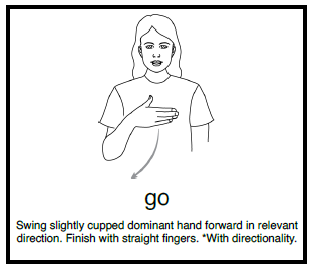 go
Swing slightly cupped dominant hand forward in relevant
direction. Finish with straight fingers. *With directionality.